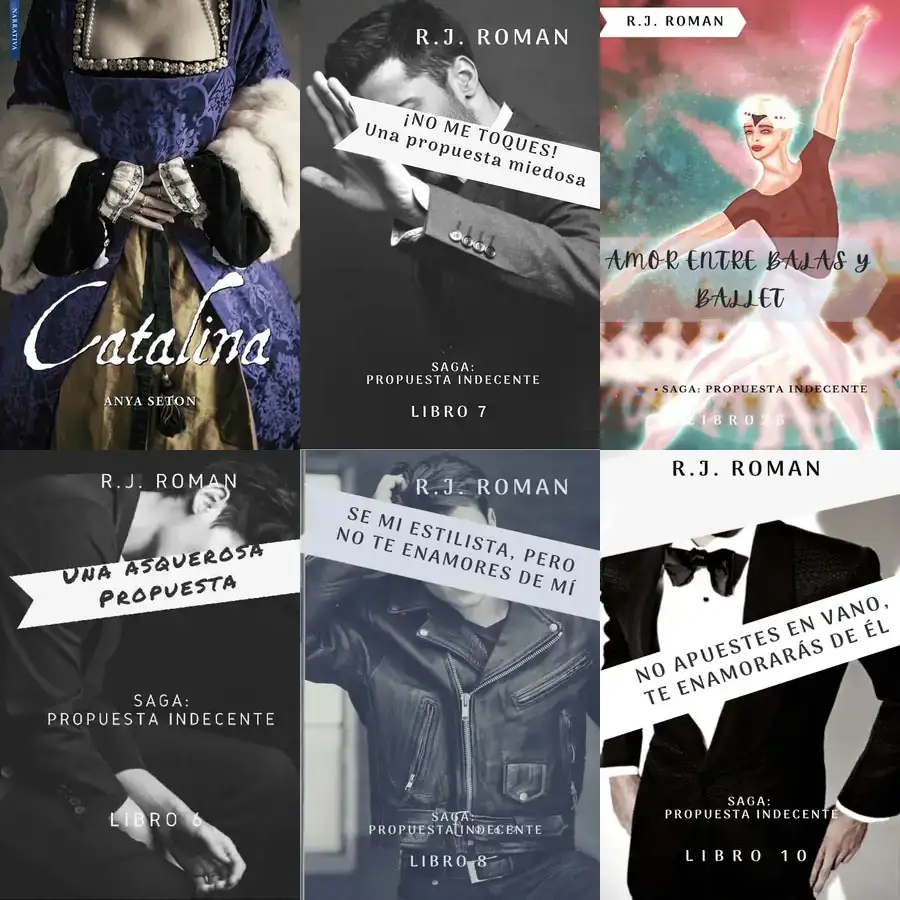 NARRATIVA
Catalina
ANYA SETON
R.J. ROMAN
¡NO ME TOQUES!
Una propuesta miedosa
SAGA:
PROPUESTA INDECENTE
LIBRO 7
R.J. ROMAN
AMOR ENTRE BALAS y
BALLET
• SAGA: PROPUESTA INDECENTE
LIBRO
R.J. ROMAN
UNA ASQUEROSA
PROPUESTA
SAGA:
PROPUESTA INDECENTE
LIBRO 6
R.J. ROMAN
SE MI ESTILISTA, PERO
NO TE ENAMORES DE MÍ
SAGA:
PROPUESTA INDECENTE
LIBRO 8
R.J. ROMAN
NO APUESTES EN VANO,
TE ENAMORARÁS DE ÉL
SAGA:
PROPUESTA INDECENTE
LIBRO 10